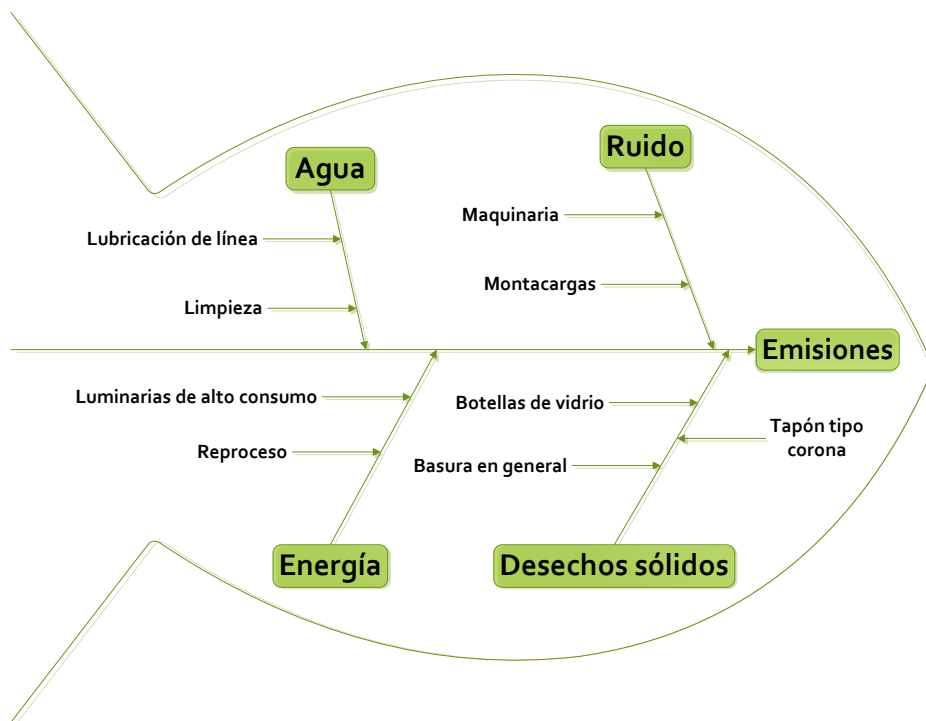 Agua
Ruido
Lubricación de línea
Maquinaria
Limpieza
Montacargas
Emisiones
Luminarias de alto consumo
Botellas de vidrio
Reproceso
Tapón tipo
corona
Basura en general
Energía
Desechos sólidos